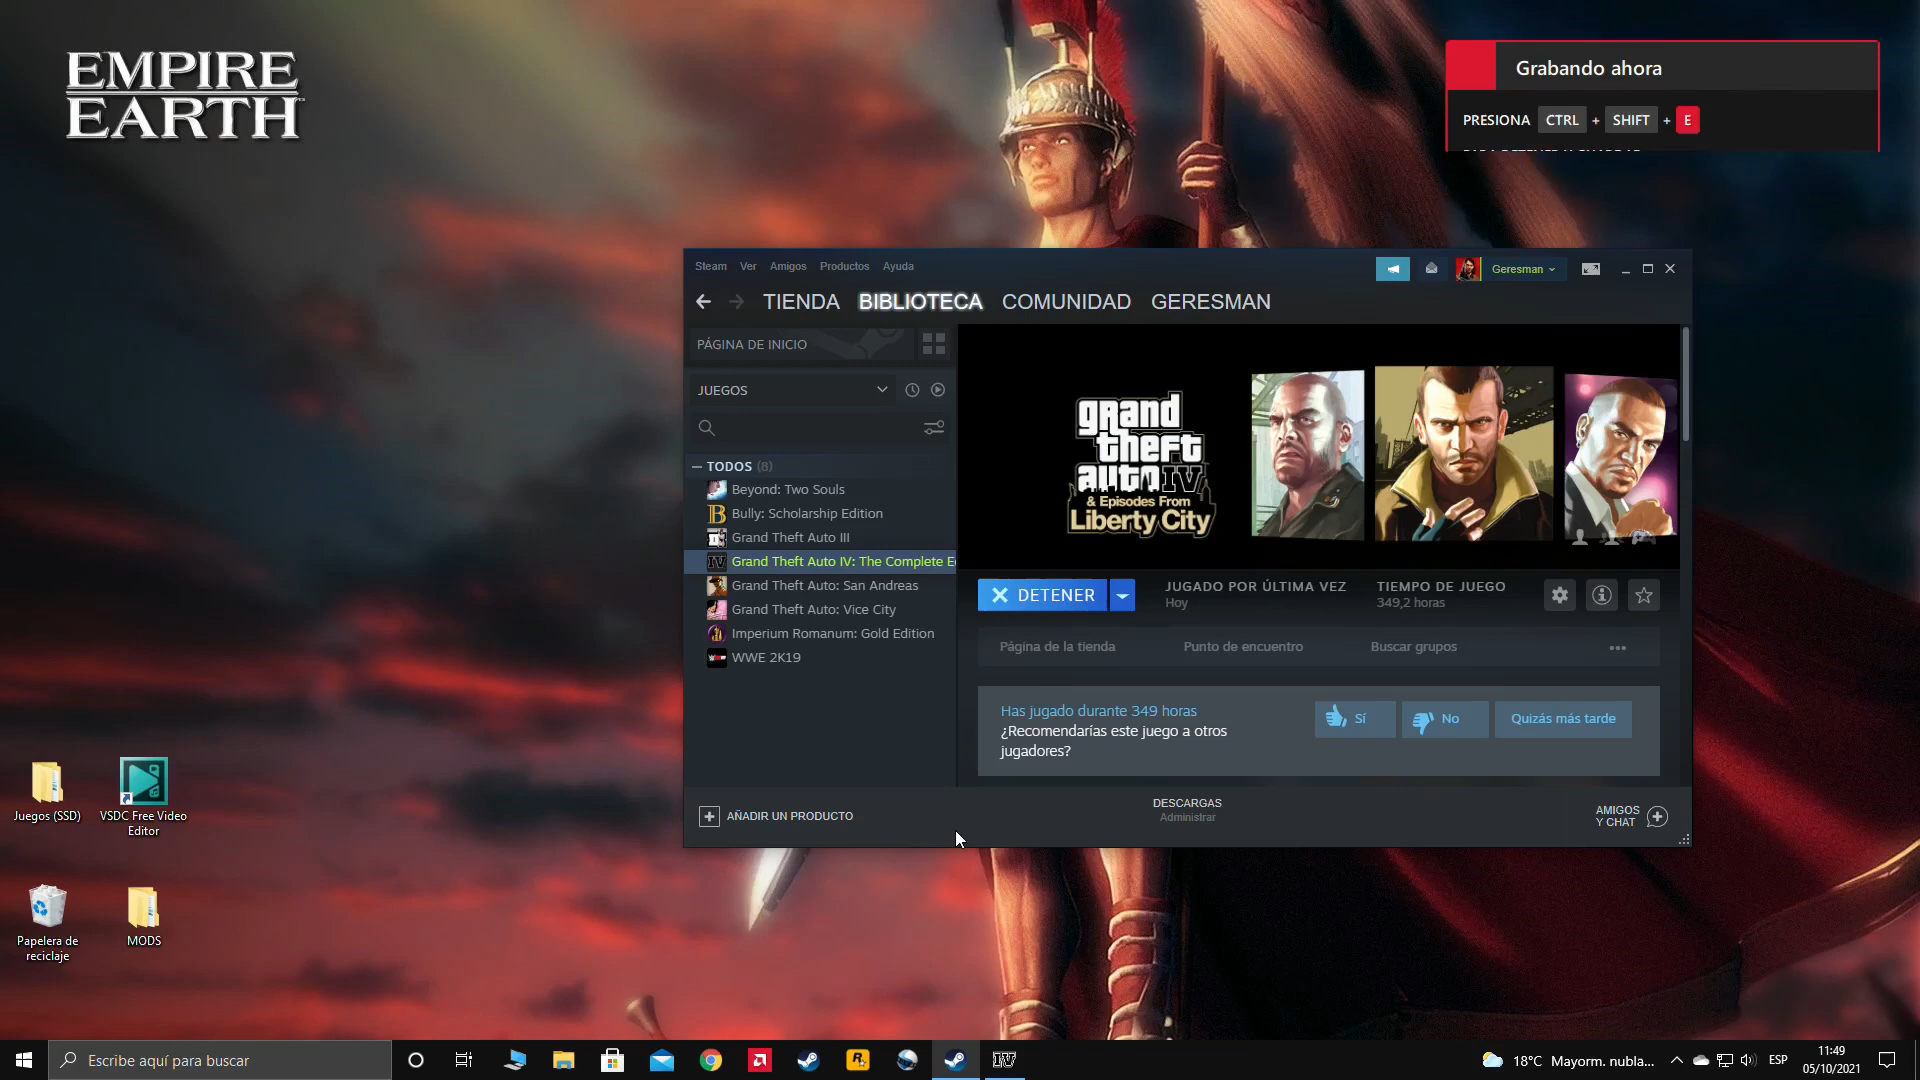 EMPIRE
EARTH
Grabando ahora
PRESIONA CTRL + SHIFT + E
Steam Ver Amigos Productos Ayuda
Geresman
TIENDA BIBLIOTECA COMUNIDAD GERESMAN
PÁGINA DE INICIO
JUEGOS
TODOS (8)
Beyond: Two Souls
Bully: Scholarship Edition
Grand Theft Auto III
Grand Theft Auto IV: The Complete E
Grand Theft Auto: San Andreas
Grand Theft Auto: Vice City
Imperium Romanum: Gold Edition
WWE 2K19
grand
theft
auto IV
& Episodes From
Liberty City
DETENER
JUGADO POR ÚLTIMA VEZ
Hoy
TIEMPO DE JUEGO
349,2 horas
Página de la tienda Punto de encuentro Buscar grupos
Has jugado durante 349 horas
¿Recomendarías este juego a otros
jugadores?
Sí No Quizás más tarde
AÑADIR UN PRODUCTO
DESCARGAS
Administrar
AMIGOS
Y CHAT
Juegos (SSD)
VSDC Free Video
Editor
Papelera de
reciclaje
MODS
Escribe aquí para buscar
18°C Mayorm. nubla...
ESP
11:49
05/10/2021